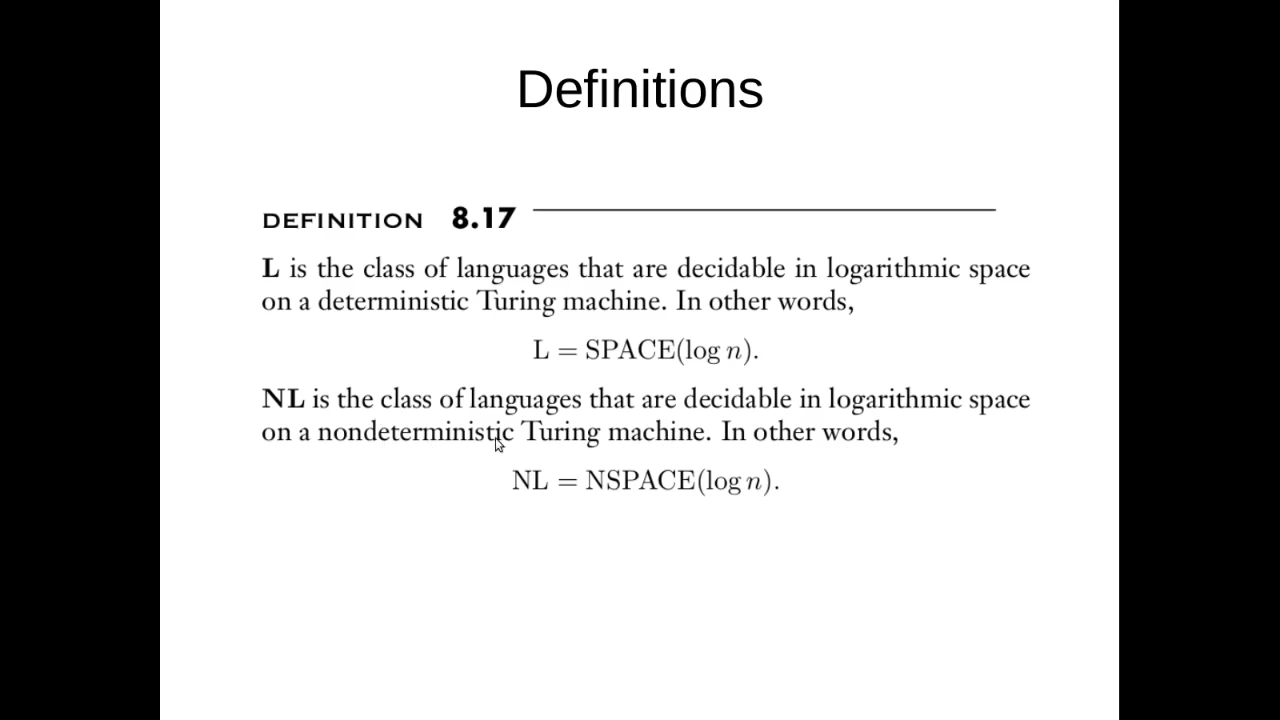 Definitions
DEFINITION 8.17
L is the class of languages that are decidable in logarithmic space
on a deterministic Turing machine. In other words,
L = SPACE(log n).
NL is the class of languages that are decidable in logarithmic space
on a nondeterministic Turing machine. In other words,
NL = NSPACE(log n).